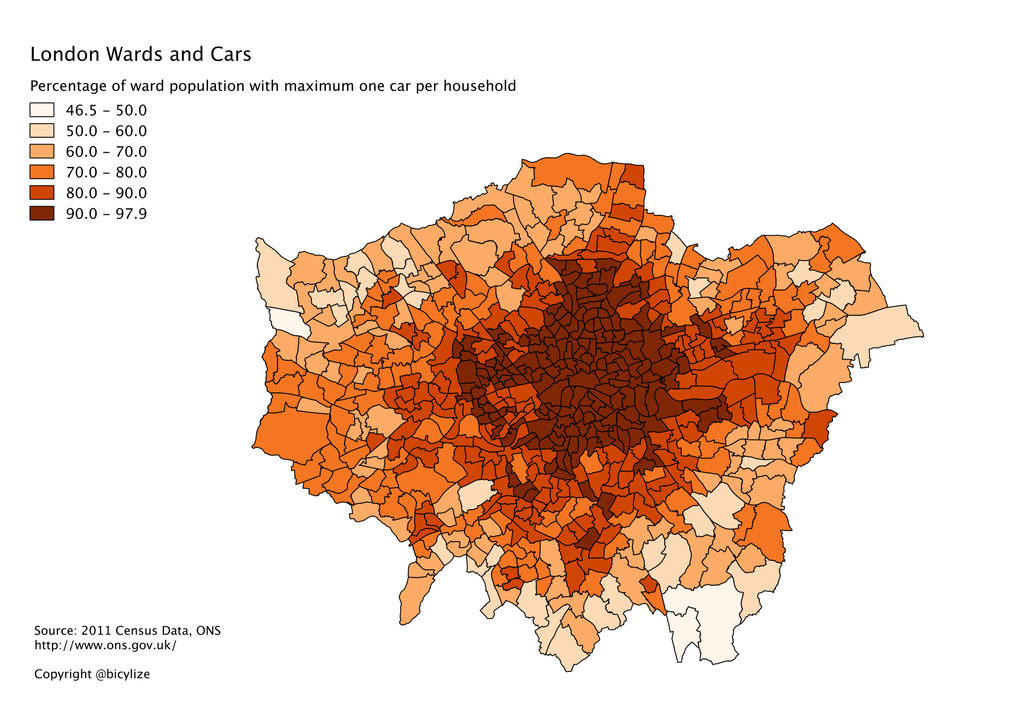 London Wards and Cars
Percentage of ward population with maximum one car per household
46.5 – 50.0
50.0 – 60.0
60.0 – 70.0
70.0 – 80.0
80.0 – 90.0
90.0 – 97.9
Source: 2011 Census Data, ONS
http://www.ons.gov.uk/
Copyright @bicylize